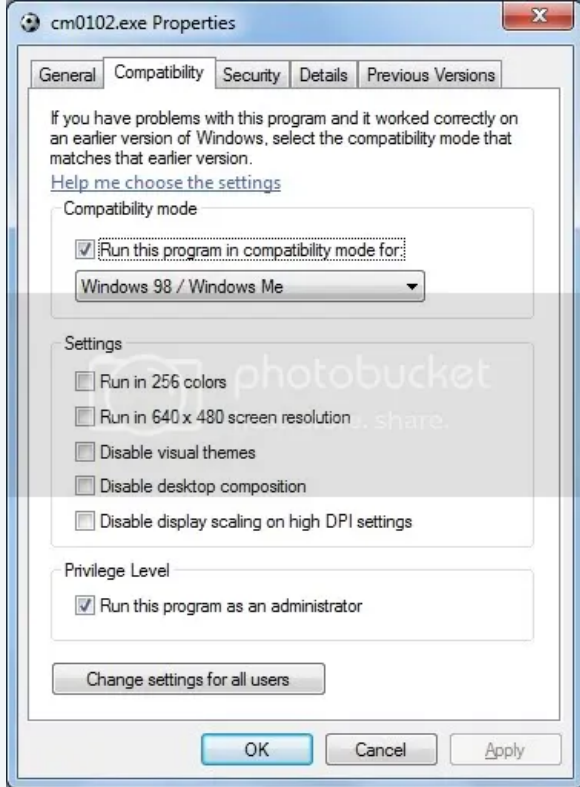 cm0102.exe Properties
General Compatibility Security Details Previous Versions
If you have problems with this program and it worked correctly on
an earlier version of Windows, select the compatibility mode that
matches that earlier version.
Help me choose the settings
Compatibility mode
Run this program in compatibility mode for:
Windows 98 / Windows Me
Settings
photobucket
Run in 256 colors
Run in 640 x 480 screen resolution
share.
Disable visual themes
Disable desktop composition
Disable display scaling on high DPI settings
Privilege Level
Run this program as an administrator
Change settings for all users
OK Cancel Apply